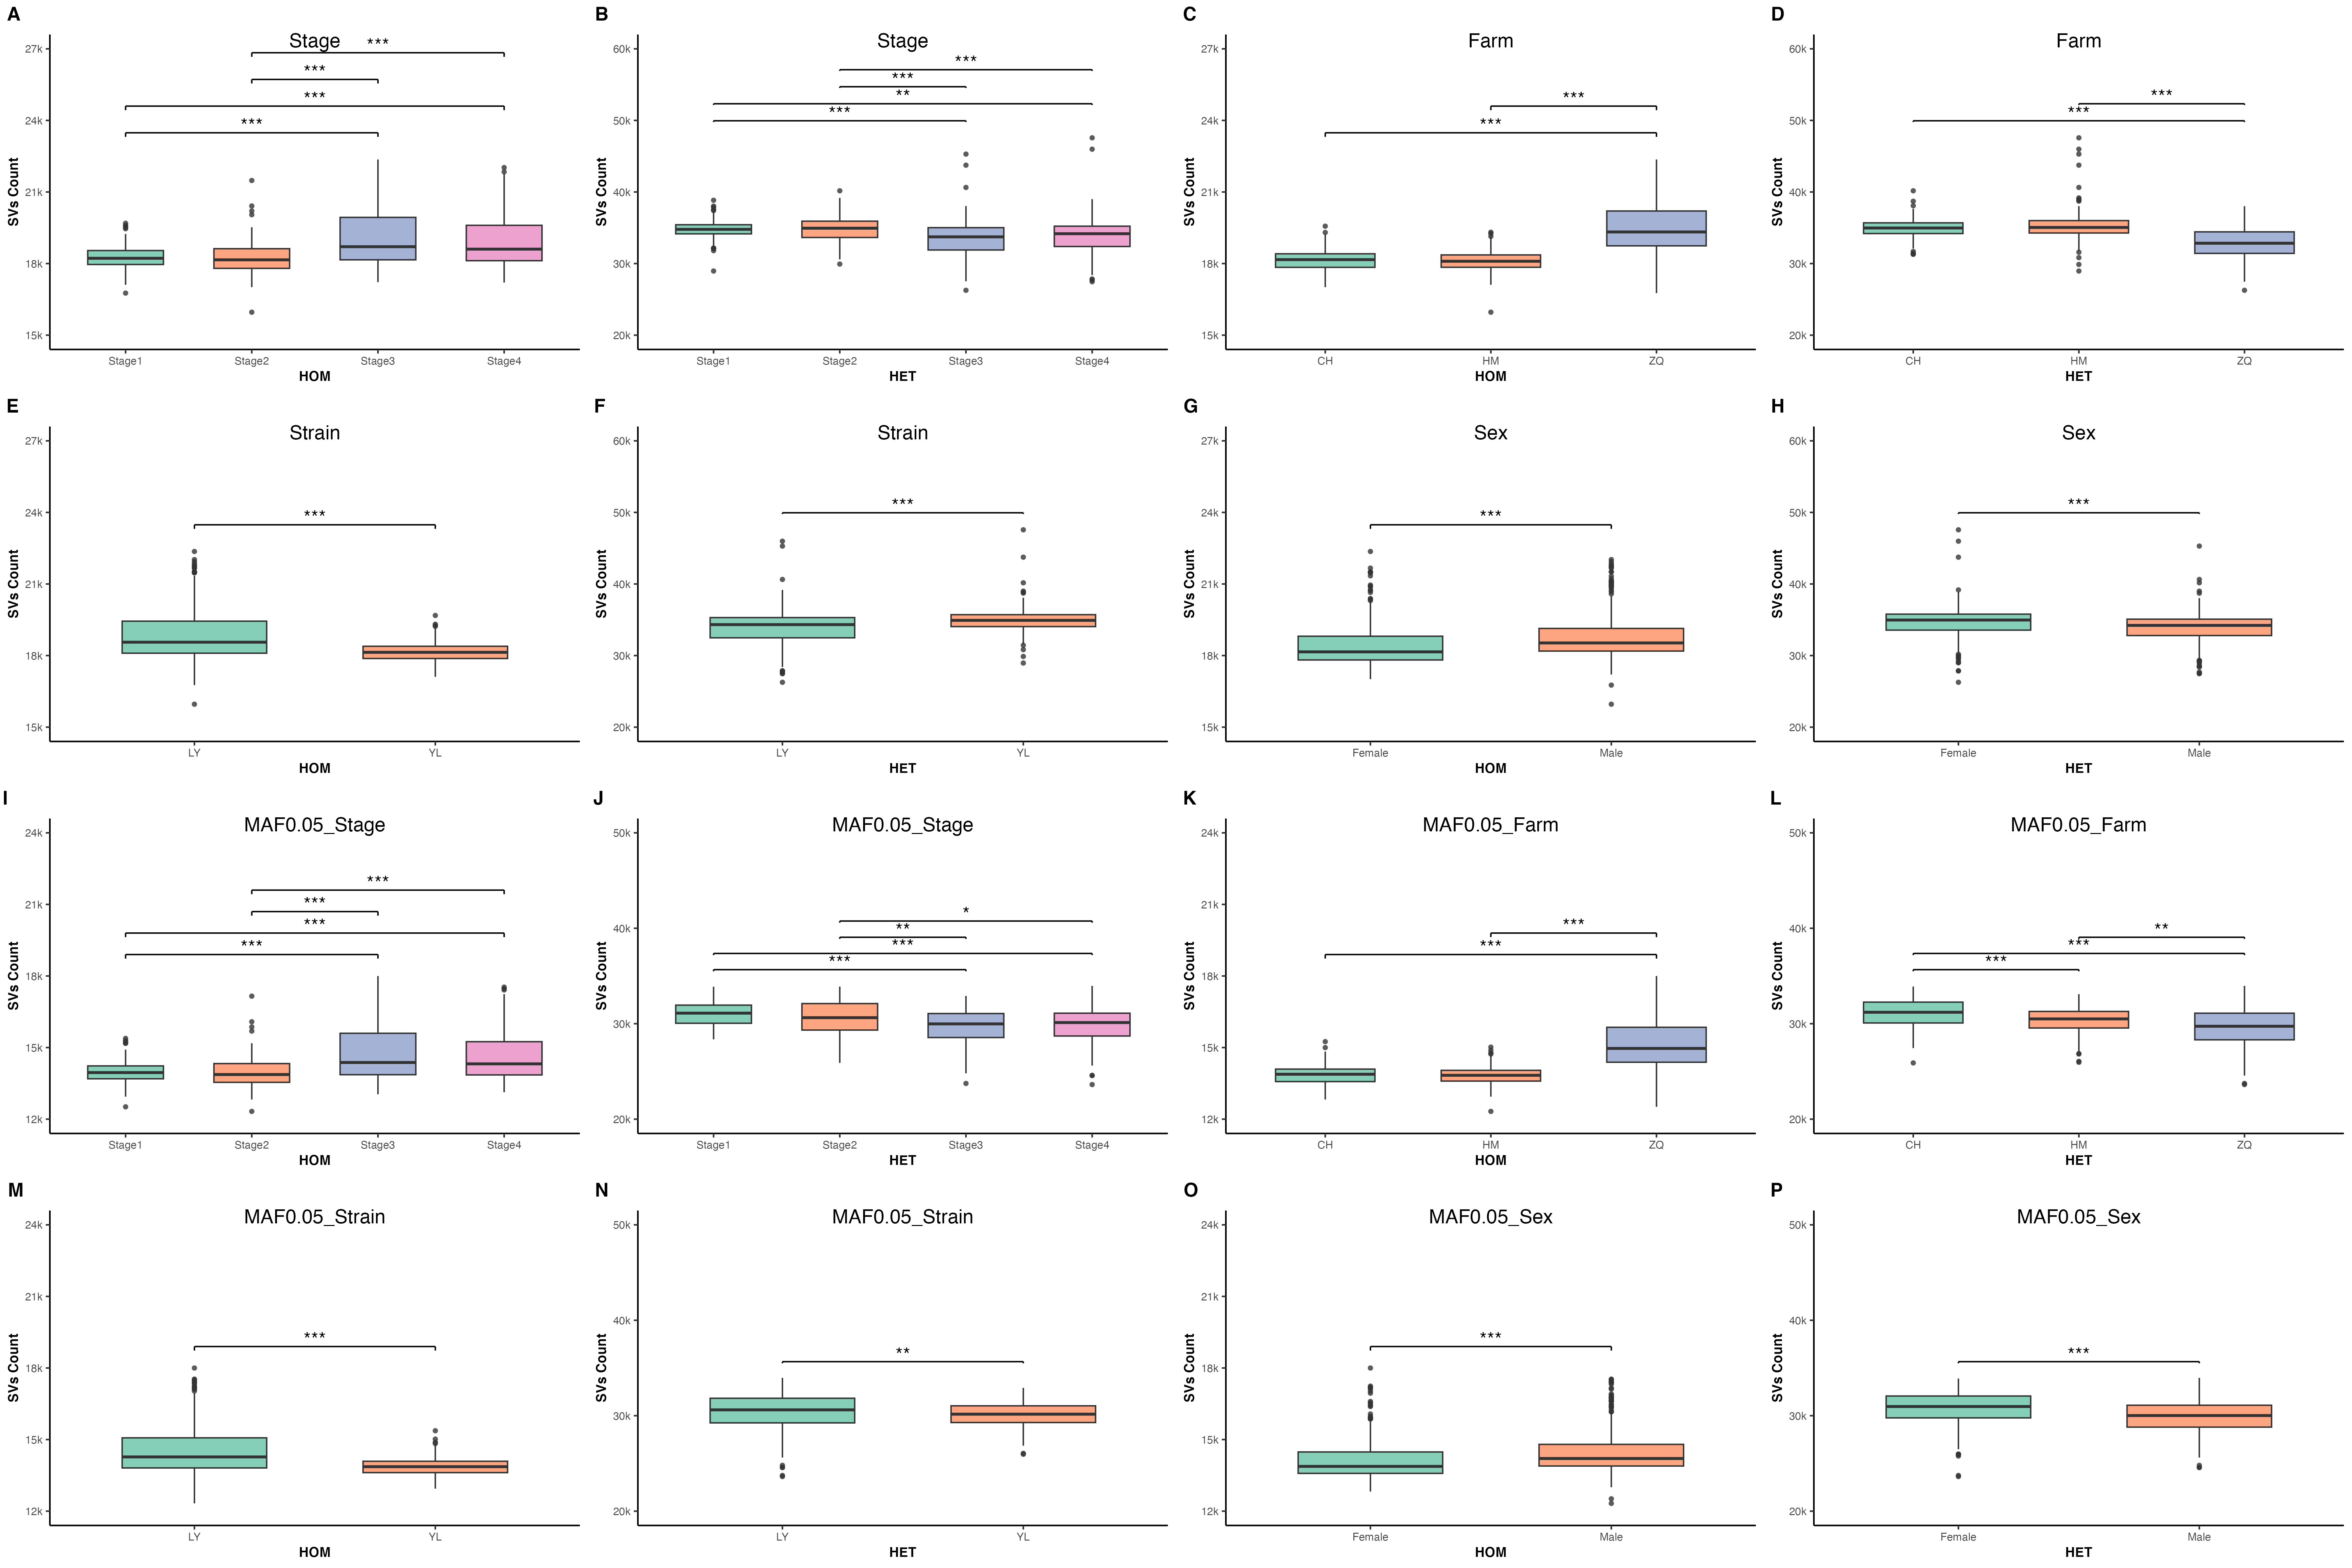 A
Stage
SVs Count
27k
24k
21k
18k
15k
***
***
***
***
Stage1 Stage2 Stage3 Stage4
HOM
B
Stage
SVs Count
60k
50k
40k
30k
20k
***
***
**
***
Stage1 Stage2 Stage3 Stage4
HET
C
Farm
SVs Count
27k
24k
21k
18k
15k
***
***
CH HM ZQ
HOM
D
Farm
SVs Count
60k
50k
40k
30k
20k
***
***
CH HM ZQ
HET
E
Strain
SVs Count
27k
24k
21k
18k
15k
***
LY YL
HOM
F
Strain
SVs Count
60k
50k
40k
30k
20k
***
LY YL
HET
G
Sex
SVs Count
27k
24k
21k
18k
15k
***
Female Male
HOM
H
Sex
SVs Count
60k
50k
40k
30k
20k
***
Female Male
HET
I
MAF0.05_Stage
SVs Count
24k
21k
18k
15k
12k
***
***
***
***
Stage1 Stage2 Stage3 Stage4
HOM
J
MAF0.05_Stage
SVs Count
50k
40k
30k
20k
*
**
***
***
Stage1 Stage2 Stage3 Stage4
HET
K
MAF0.05_Farm
SVs Count
24k
21k
18k
15k
12k
***
***
CH HM ZQ
HOM
L
MAF0.05_Farm
SVs Count
50k
40k
30k
20k
**
***
***
CH HM ZQ
HET
M
MAF0.05_Strain
SVs Count
24k
21k
18k
15k
12k
***
LY YL
HOM
N
MAF0.05_Strain
SVs Count
50k
40k
30k
20k
**
LY YL
HET
O
MAF0.05_Sex
SVs Count
24k
21k
18k
15k
12k
***
Female Male
HOM
P
MAF0.05_Sex
SVs Count
50k
40k
30k
20k
***
Female Male
HET